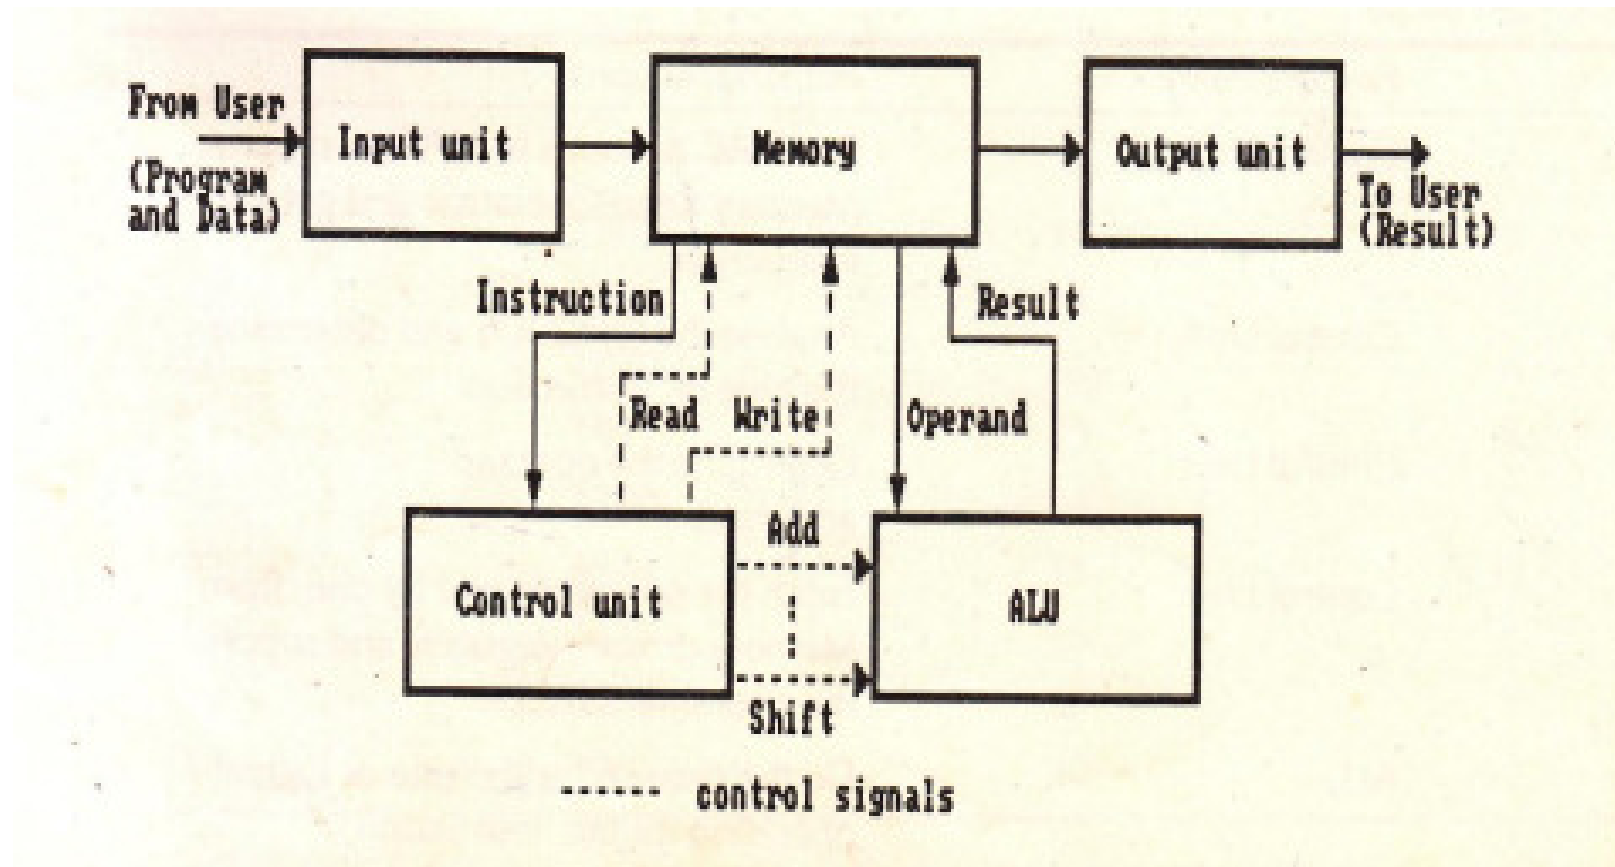 From User
(Program
and Data)
Input unit
Memory
Output unit
To User
(Result)
Instruction
Result
Read
Write
Operand
Add
Control unit
ALU
Shift
control signals